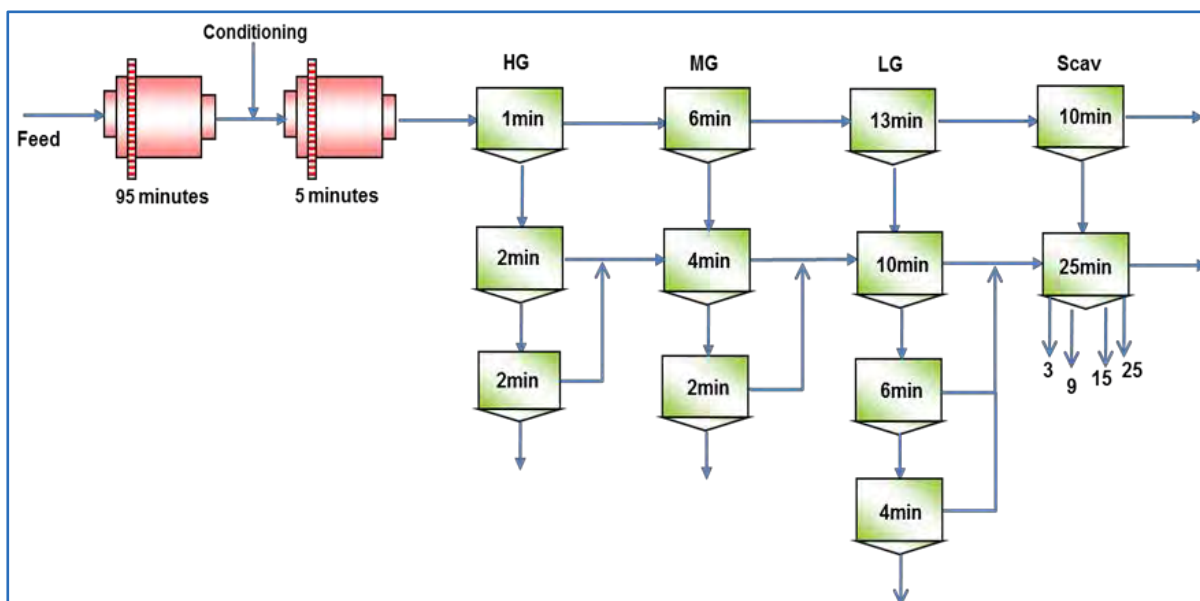 Conditioning
HG
MG
LG
Scav
Feed
95 minutes
5 minutes
1min
6min
13min
10min
2min
4min
10min
25min
3
9
15
25
2min
2min
6min
4min